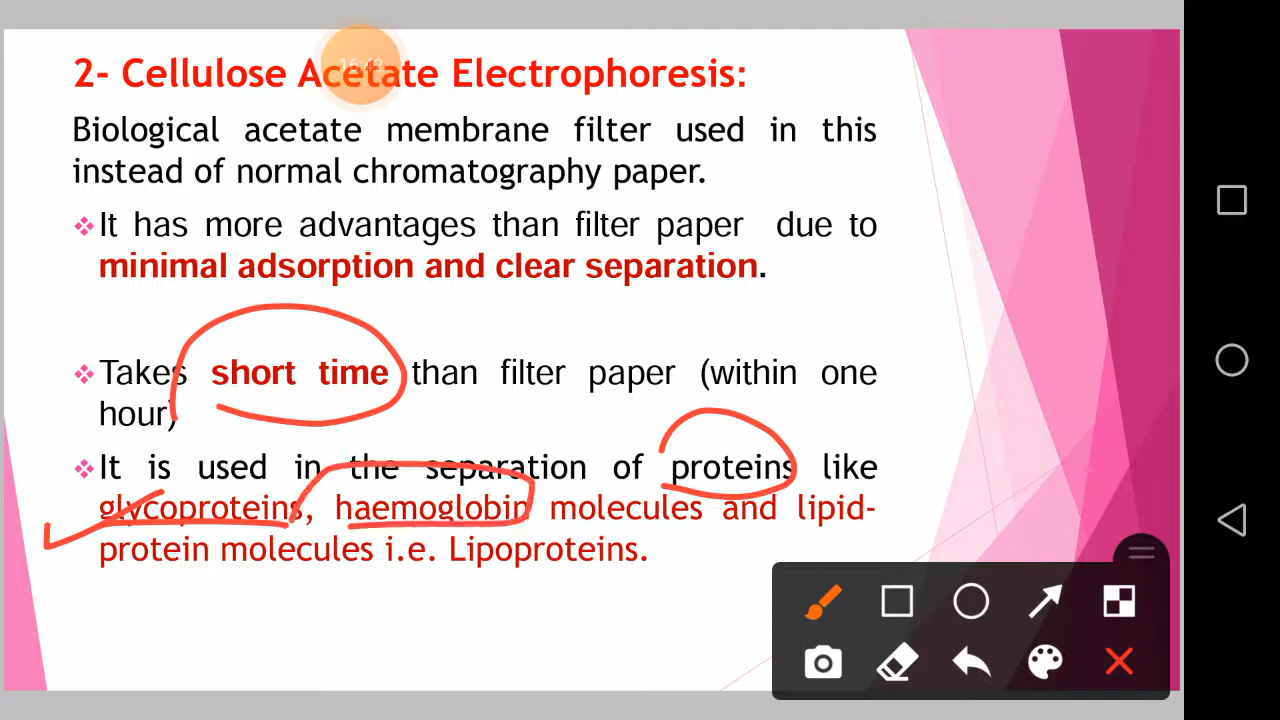 2- Cellulose Acetate Electrophoresis:
16:49
Biological acetate membrane filter used in this
instead of normal chromatography paper.
❖It has more advantages than filter paper due to
minimal adsorption and clear separation.
❖Takes short time than filter paper (within one
hour)
❖It is used in the separation of proteins like
glycoproteins, haemoglobin molecules and lipid-
protein molecules i.e. Lipoproteins.